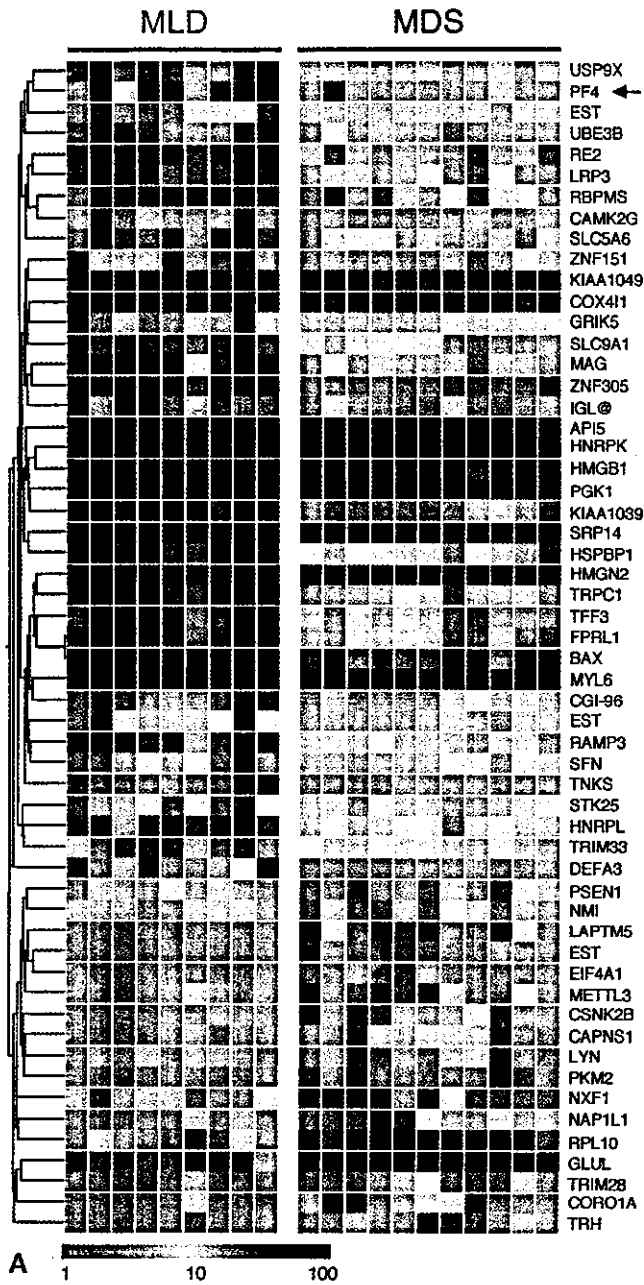 MLD MDS
USP9X
PF4
EST
UBE3B
RE2
LRP3
RBPMS
CAMK2G
SLC5A6
ZNF151
KIAA1049
COX4I1
GRIK5
SLC9A1
MAG
ZNF305
IGL@
API5
HNRPK
HMGB1
PGK1
KIAA1039
SRP14
HSPBP1
HMGN2
TRPC1
TFF3
FPRL1
BAX
MYL6
CGI-96
EST
RAMP3
SFN
TNKS
STK25
HNRPL
TRIM33
DEFA3
PSEN1
NMI
LAPTM5
EST
EIF4A1
METTL3
CSNK2B
CAPNS1
LYN
PKM2
NXF1
NAP1L1
RPL10
GLUL
TRIM28
CORO1A
TRH
A
1 10 100